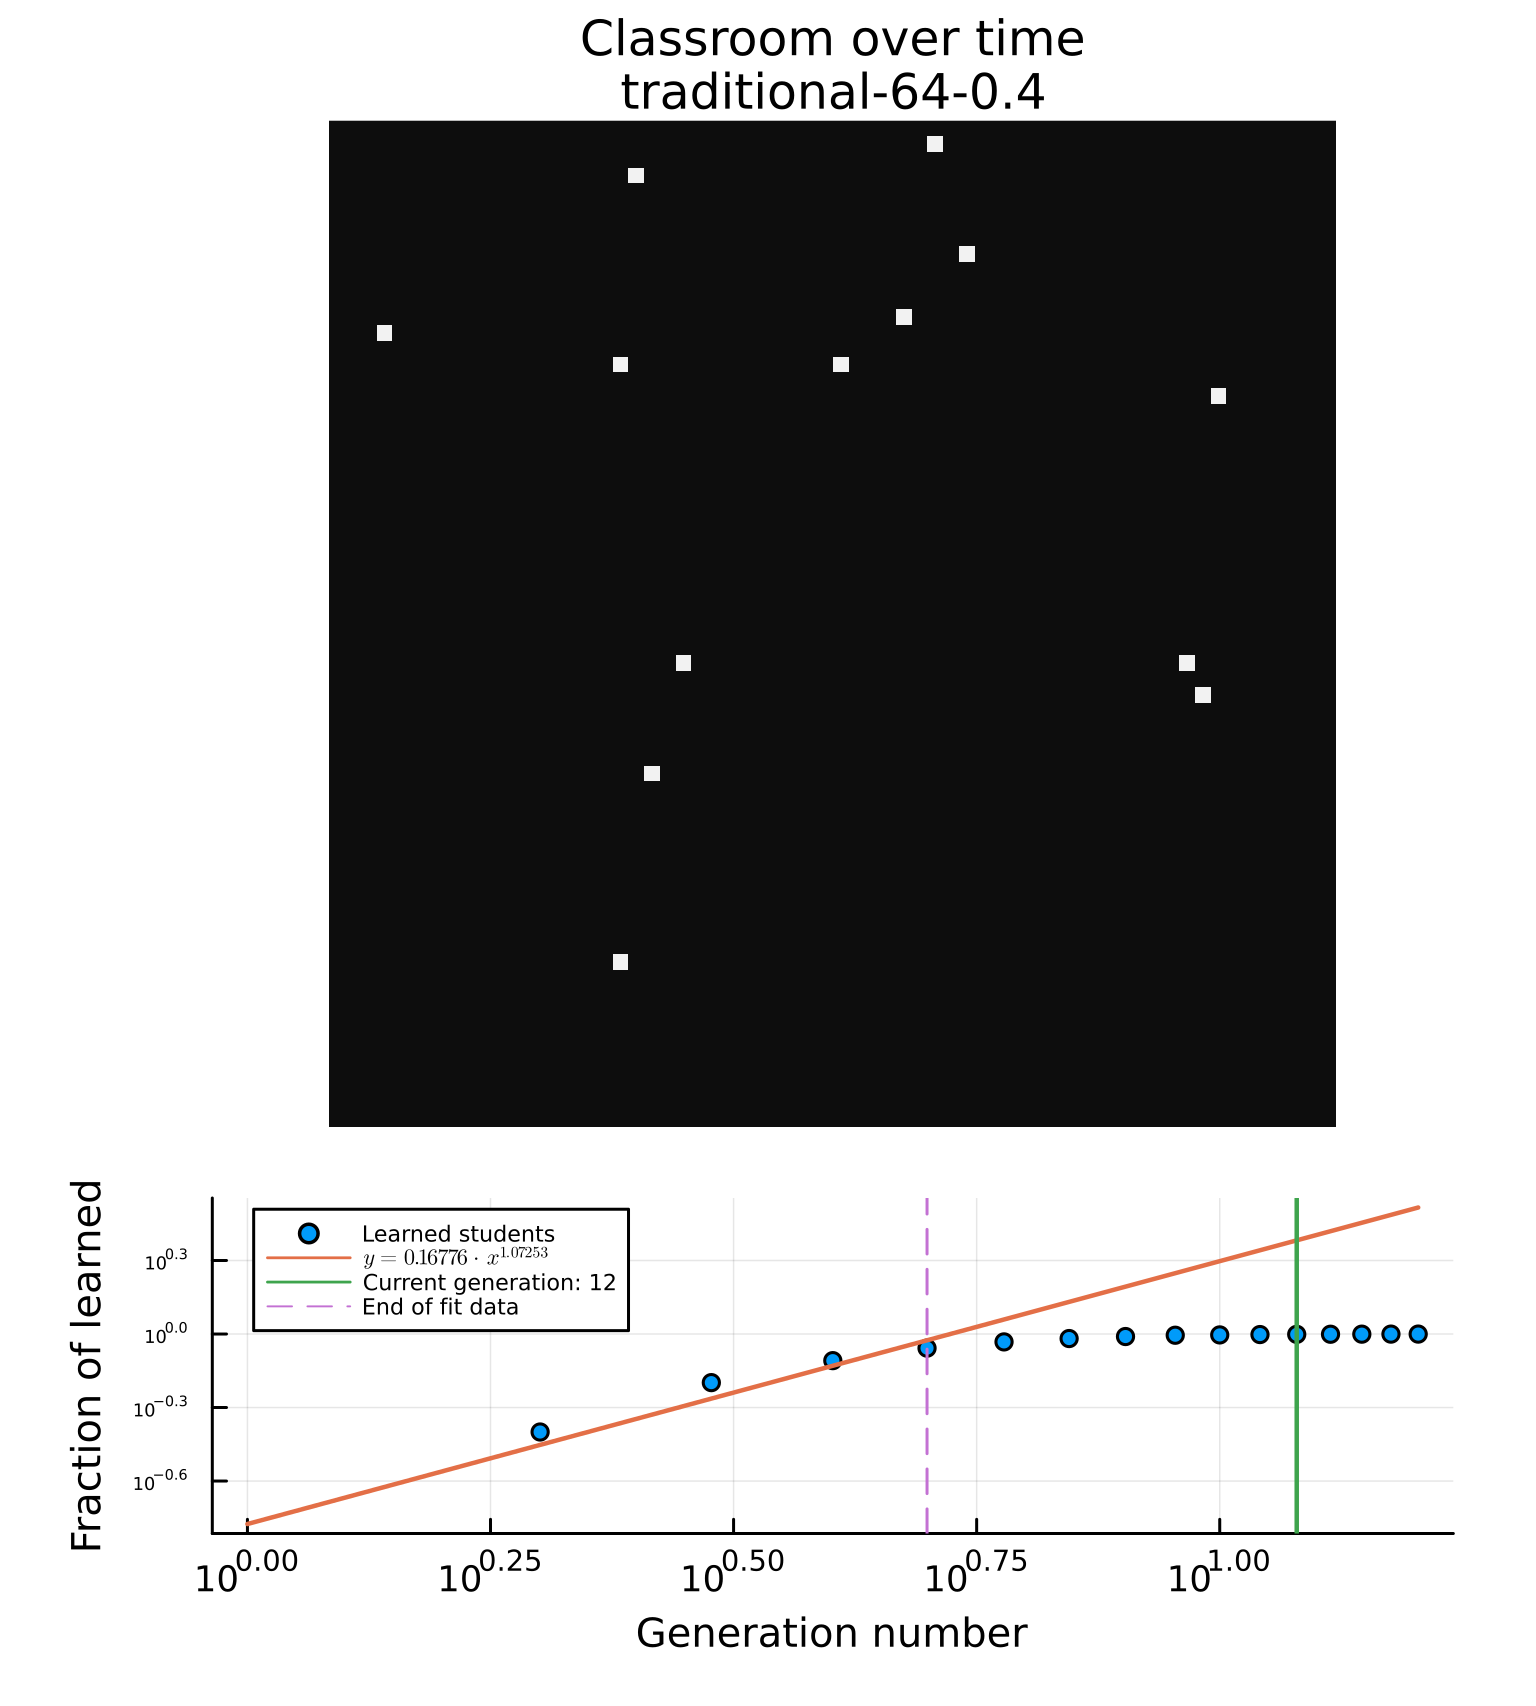 Classroom over time
traditional-64-0.4
Fraction of learned
Learned students
y = 0.16776 · x^1.07253
Current generation: 12
End of fit data
10^0.3
10^0.0
10^−0.3
10^−0.6
10^0.00 10^0.25 10^0.50 10^0.75 10^1.00
Generation number